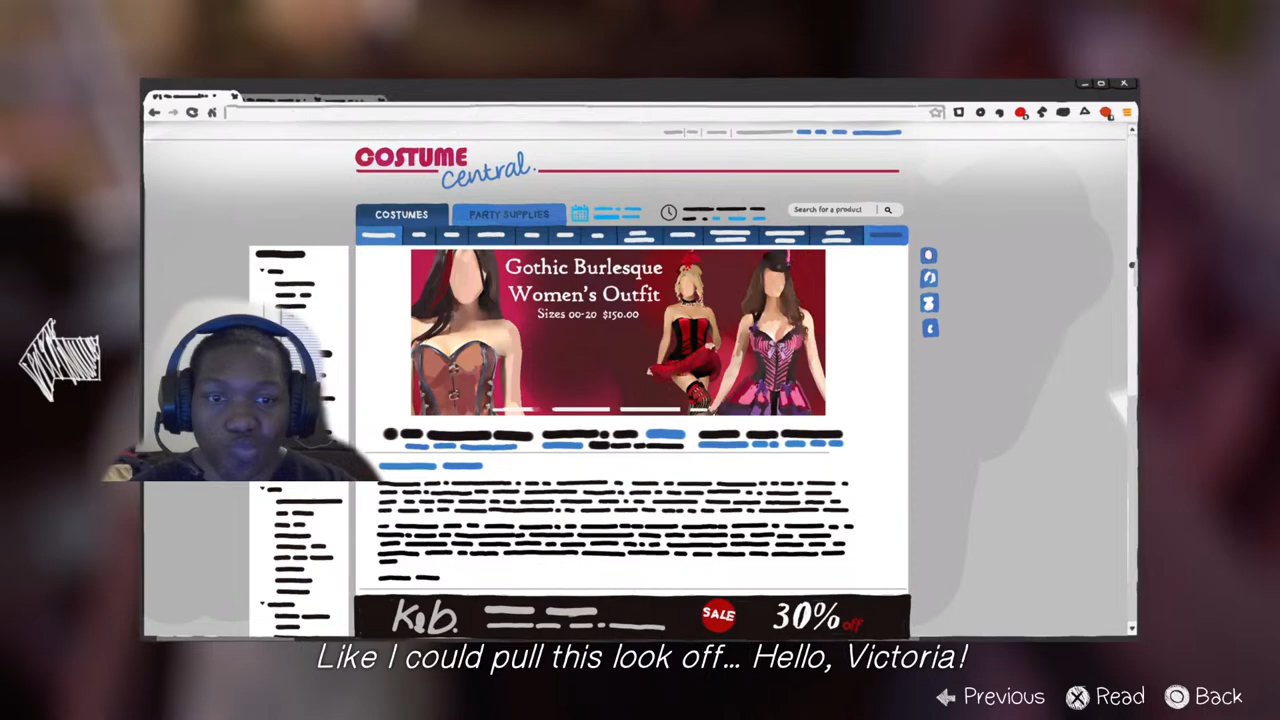 COSTUME
central.
COSTUMES
PARTY SUPPLIES
Search for a product
Gothic Burlesque
Women's Outfit
Sizes 00-20 $150.00
K&b.
SALE
30% off
Like I could pull this look off... Hello, Victoria!
Previous
Read
Back